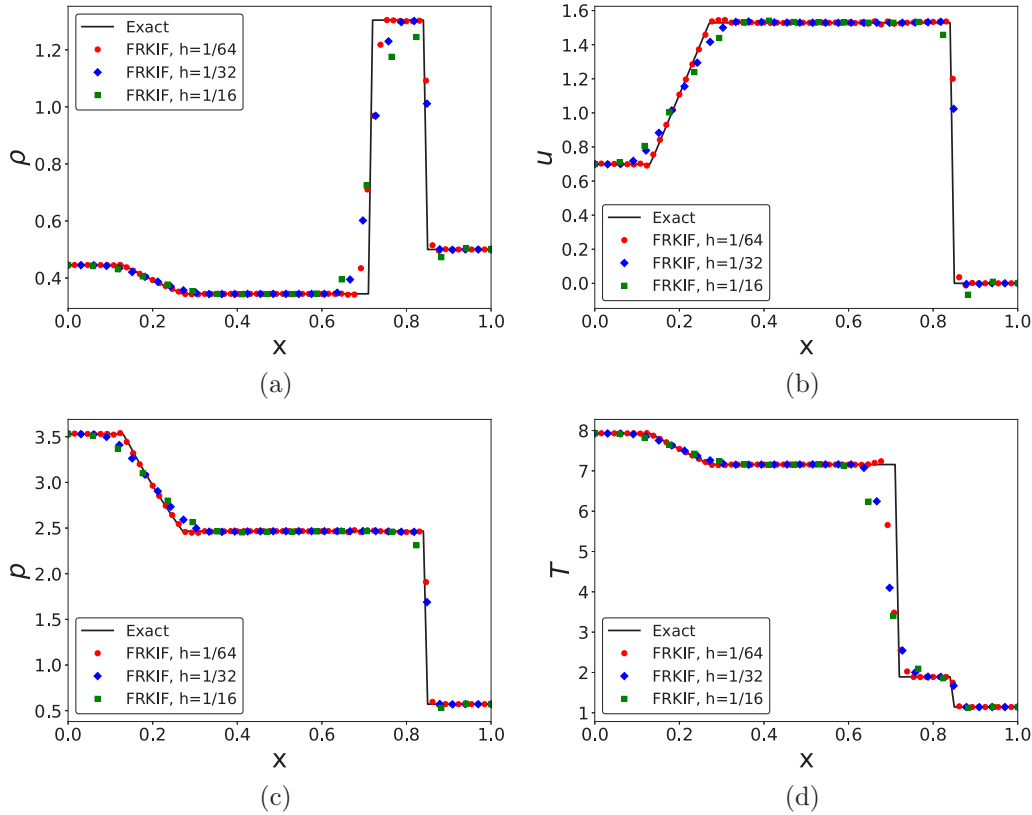 Exact
FRKIF, h=1/64
FRKIF, h=1/32
FRKIF, h=1/16
ρ
1.2
1.0
0.8
0.6
0.4
0.0 0.2 0.4 0.6 0.8 1.0
x
(a)
Exact
FRKIF, h=1/64
FRKIF, h=1/32
FRKIF, h=1/16
u
1.6
1.4
1.2
1.0
0.8
0.6
0.4
0.2
0.0
0.0 0.2 0.4 0.6 0.8 1.0
x
(b)
Exact
FRKIF, h=1/64
FRKIF, h=1/32
FRKIF, h=1/16
p
3.5
3.0
2.5
2.0
1.5
1.0
0.5
0.0 0.2 0.4 0.6 0.8 1.0
x
(c)
Exact
FRKIF, h=1/64
FRKIF, h=1/32
FRKIF, h=1/16
T
8
7
6
5
4
3
2
1
0.0 0.2 0.4 0.6 0.8 1.0
x
(d)